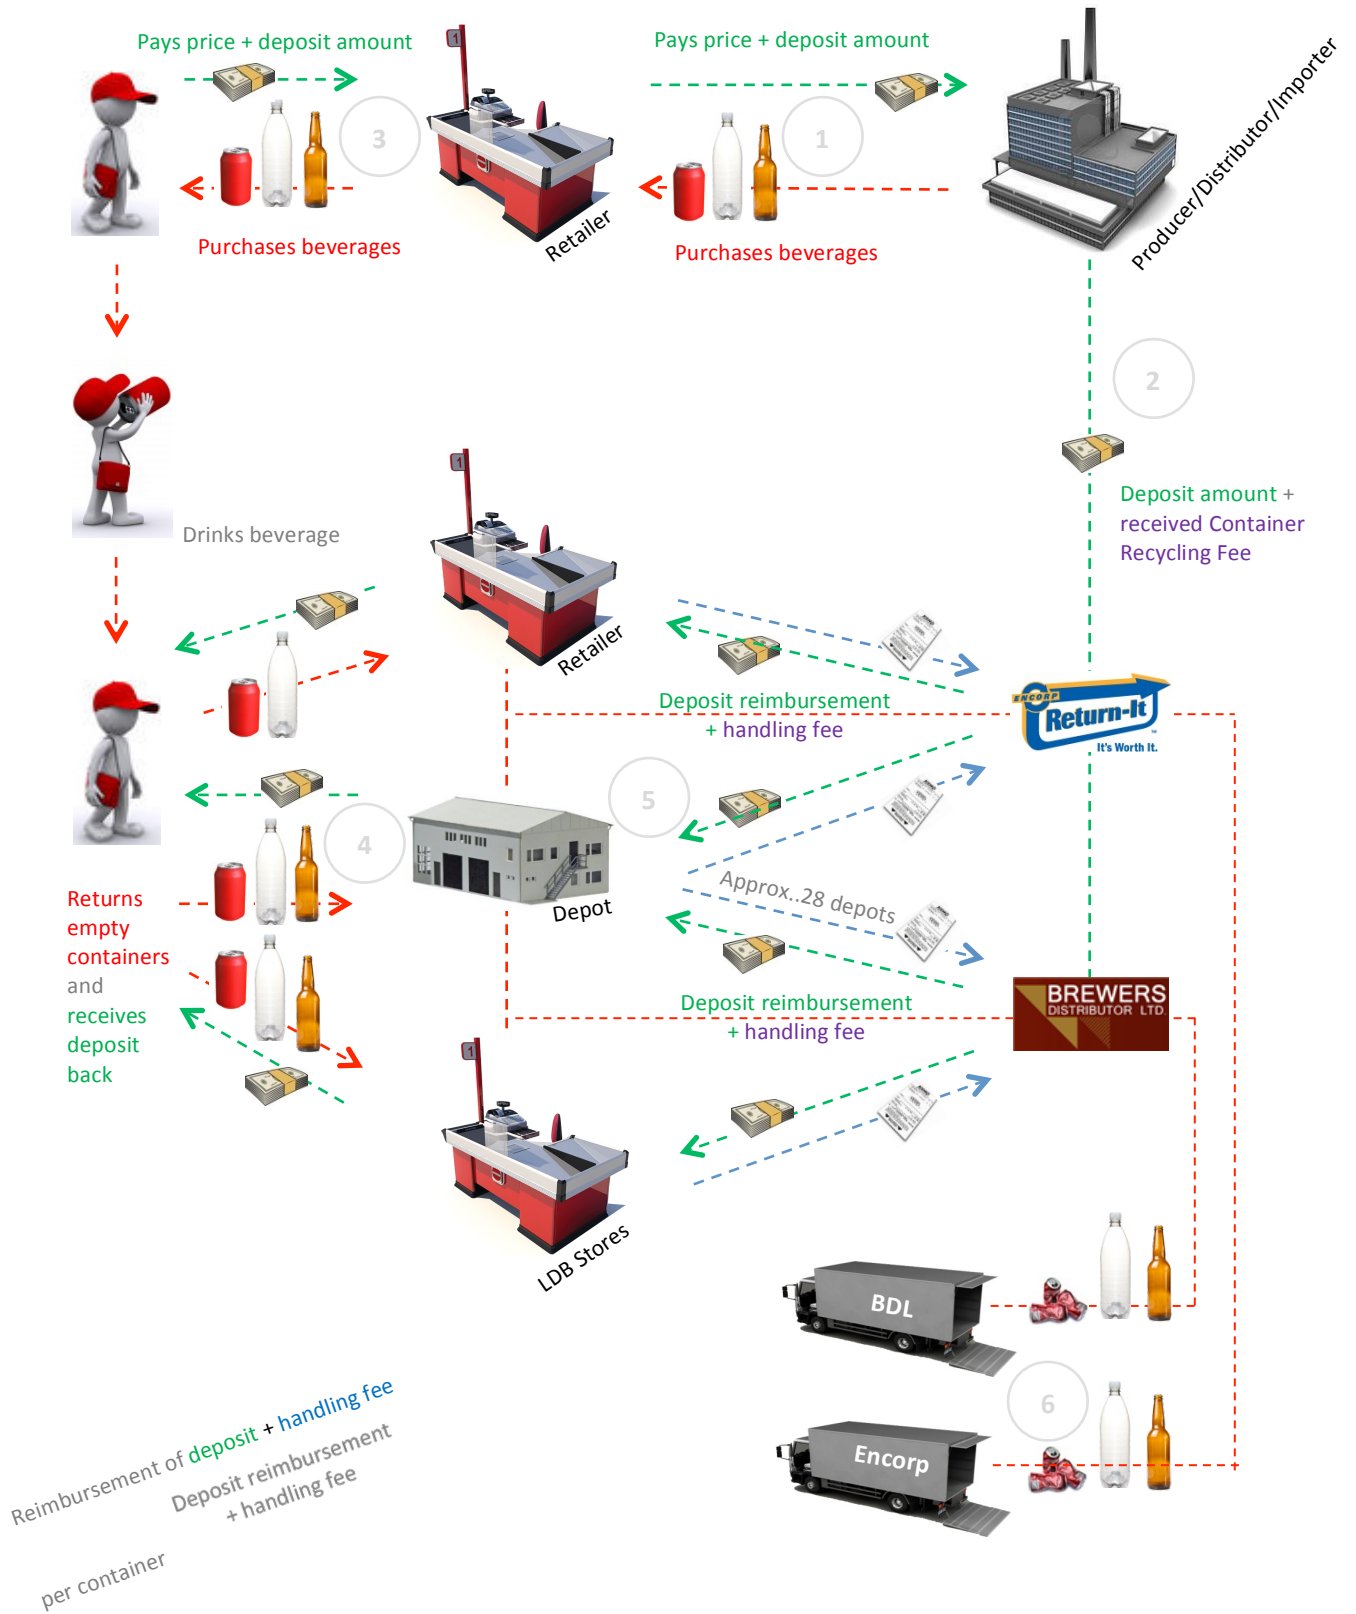 Pays price + deposit amount
Pays price + deposit amount
1
3
1
Retailer
Producer/Distributor/Importer
Purchases beverages
Purchases beverages
2
1
Deposit amount +
received Container
Recycling Fee
Drinks beverage
Retailer
ENCORP
Return-It
It's Worth It.
Deposit reimbursement
+ handling fee
5
4
Depot
Approx..28 depots
Returns
empty
containers
and
receives
deposit
back
BREWERS
DISTRIBUTOR LTD.
Deposit reimbursement
+ handling fee
1
LDB Stores
BDL
6
Encorp
Reimbursement of deposit + handling fee
Deposit reimbursement
+ handling fee
per container